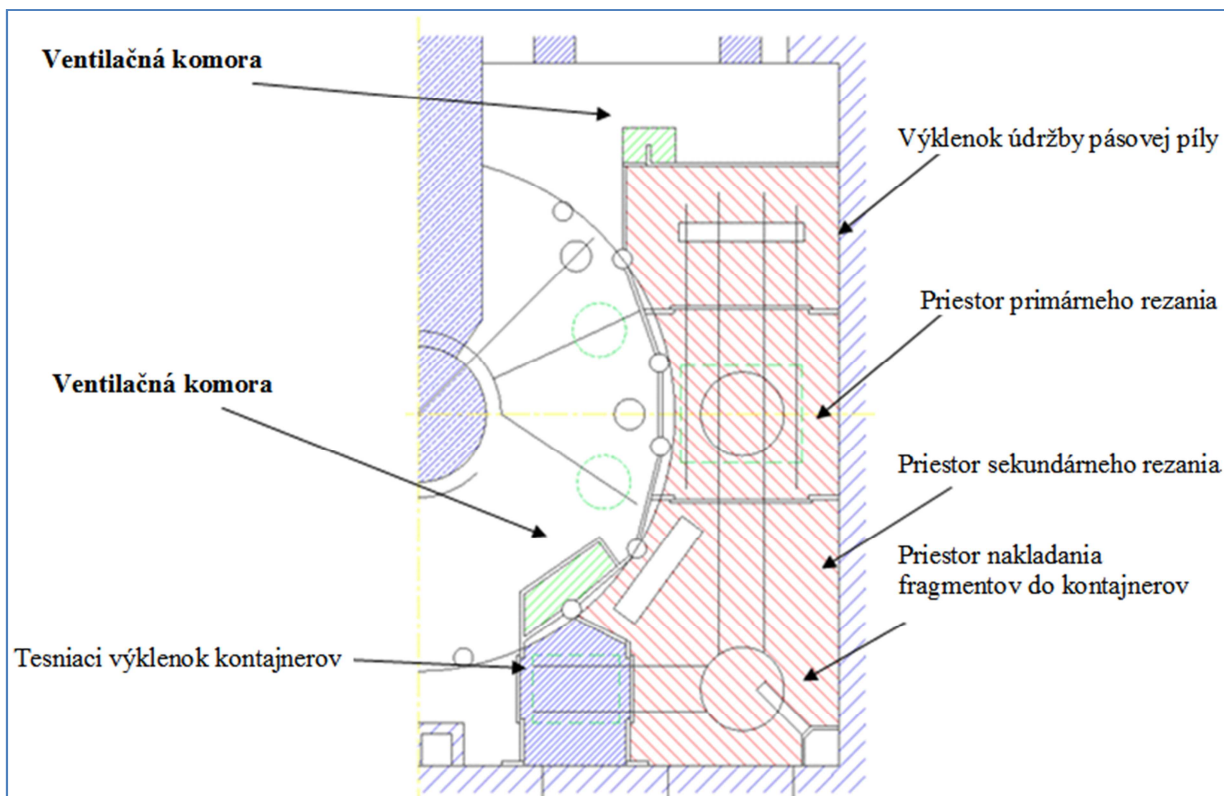 Ventilačná komora
Výklenok údržby pásovej píly
Priestor primárneho rezania
Ventilačná komora
Priestor sekundárneho rezania
Priestor nakladania
fragmentov do kontajnerov
Tesniaci výklenok kontajnerov